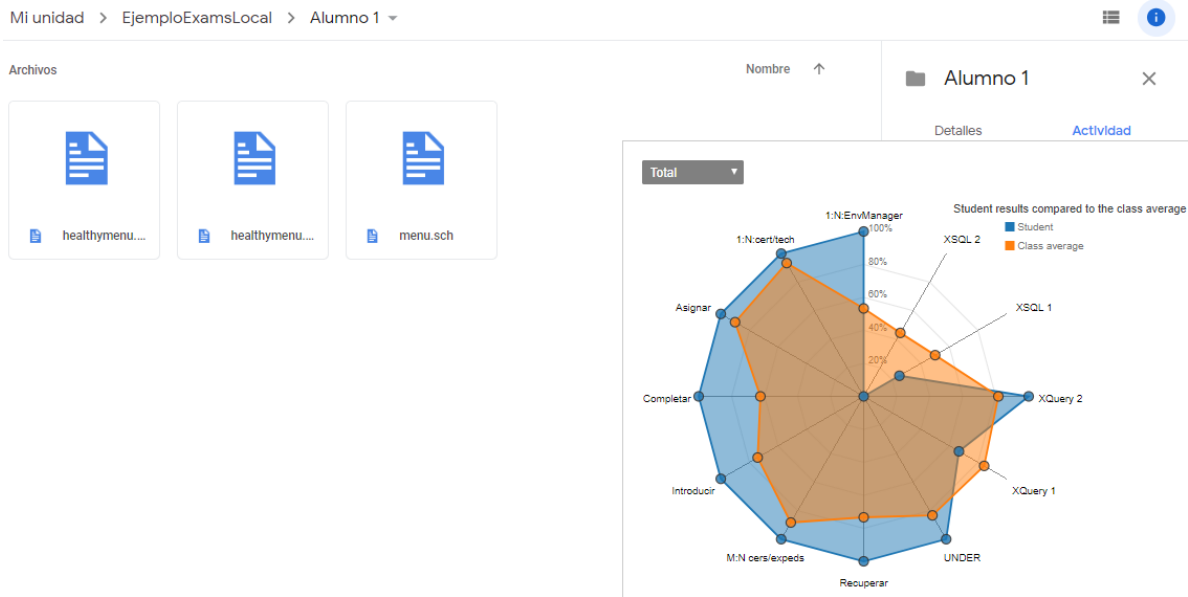 Mi unidad > EjemploExamsLocal > Alumno 1
Archivos
Nombre
healthymenu....
healthymenu....
menu.sch
Alumno 1
Detalles
Actividad
Total
Student results compared to the class average
Student
Class average
1:N:EnvManager
100%
80%
60%
40%
20%
XSQL 2
XSQL 1
XQuery 2
XQuery 1
UNDER
Recuperar
M:N cers/expeds
Introducir
Completar
Asignar
1:N:cert/tech